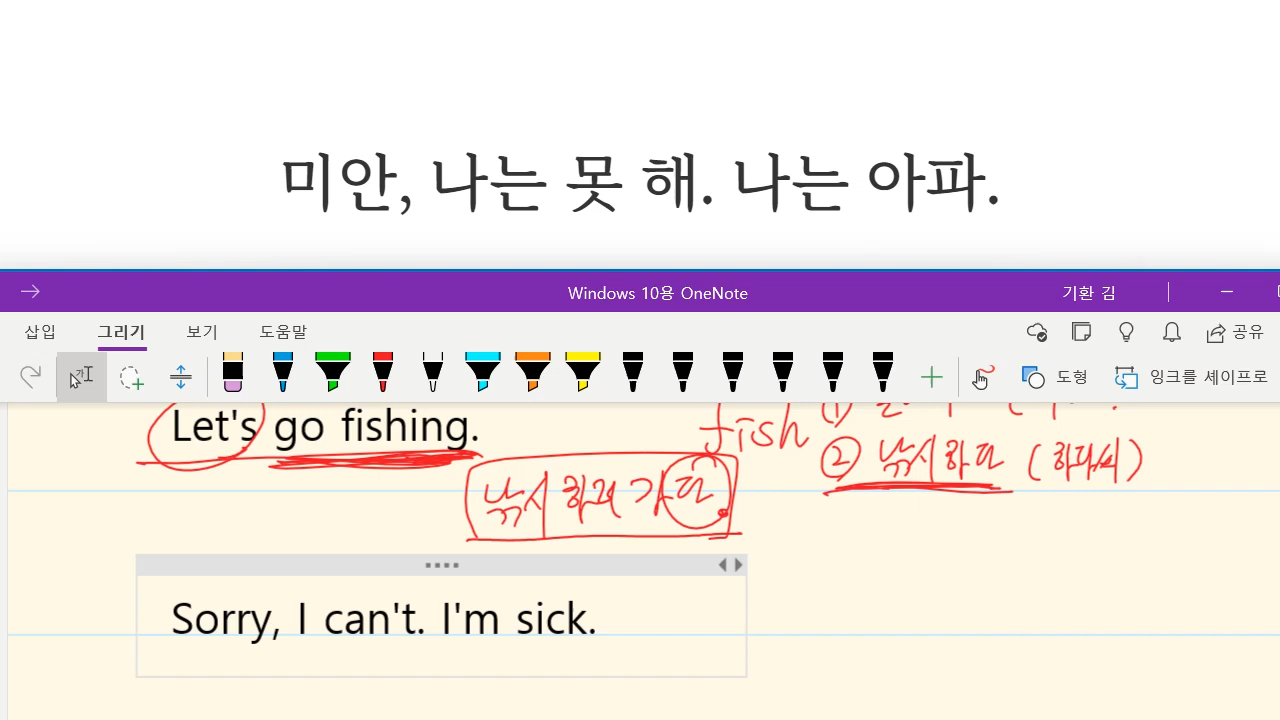 미안, 나는 못 해. 나는 아파.
Windows 10용 OneNote
기환 김
삽입 그리기 보기 도움말
공유
도형
잉크를 셰이프로
Let's go fishing.
fish
② 낚시하다 (하다씨)
낚시하러 가다.
Sorry, I can't. I'm sick.